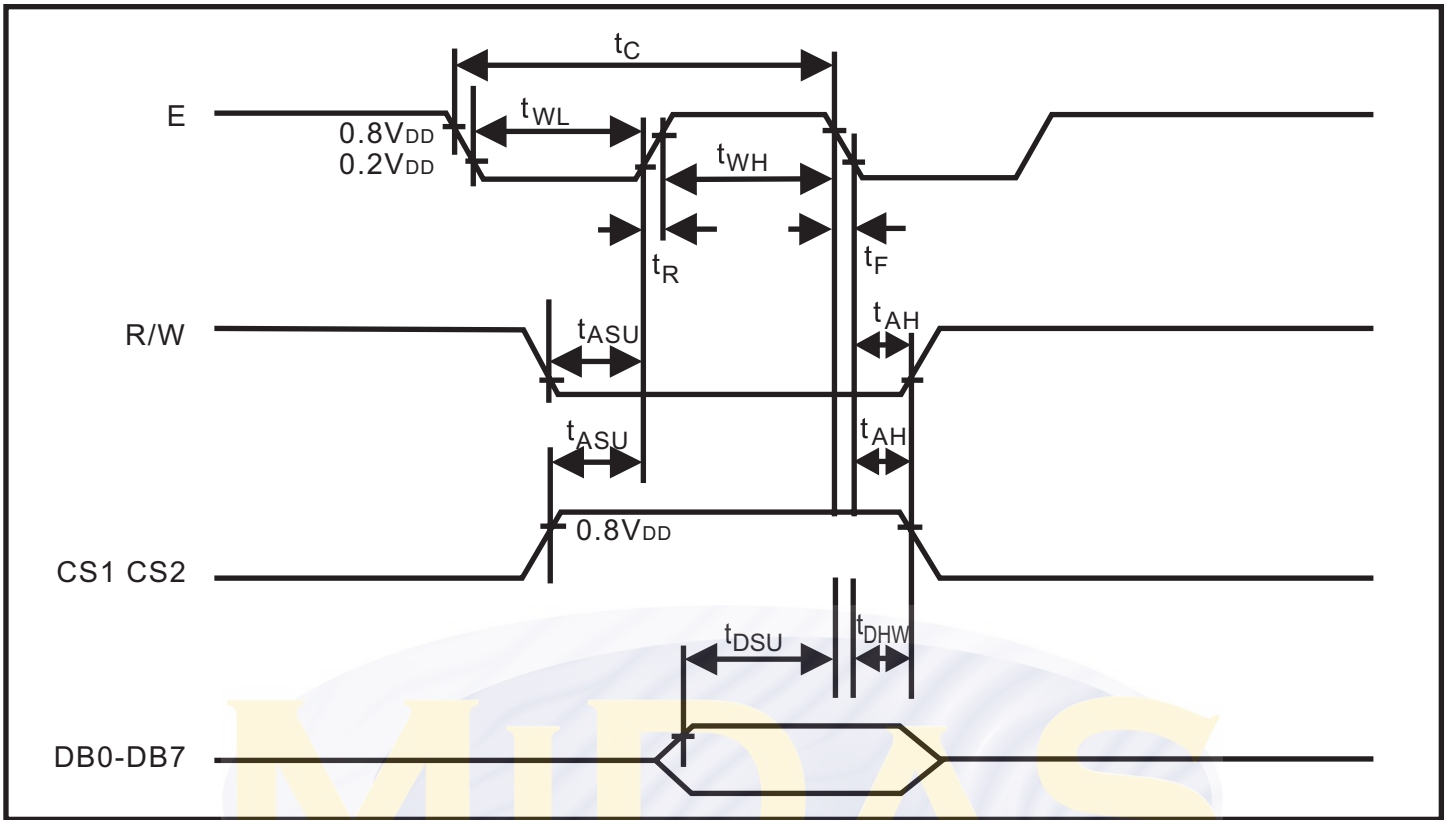 tC
E
0.8VDD
0.2VDD
tWL
tWH
tR
tF
R/W
tASU
tAH
tASU
tAH
0.8VDD
CS1 CS2
tDSU
tDHW
DB0-DB7
MiDAS